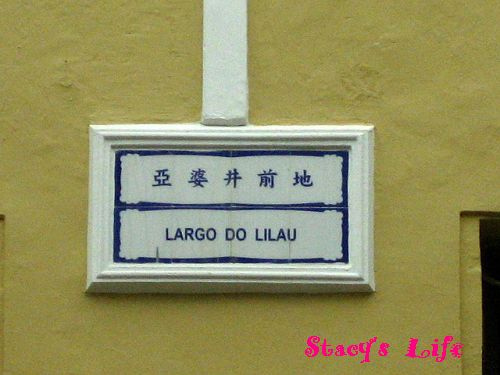 亞婆井前地
LARGO DO LILAU
Stacy's Life